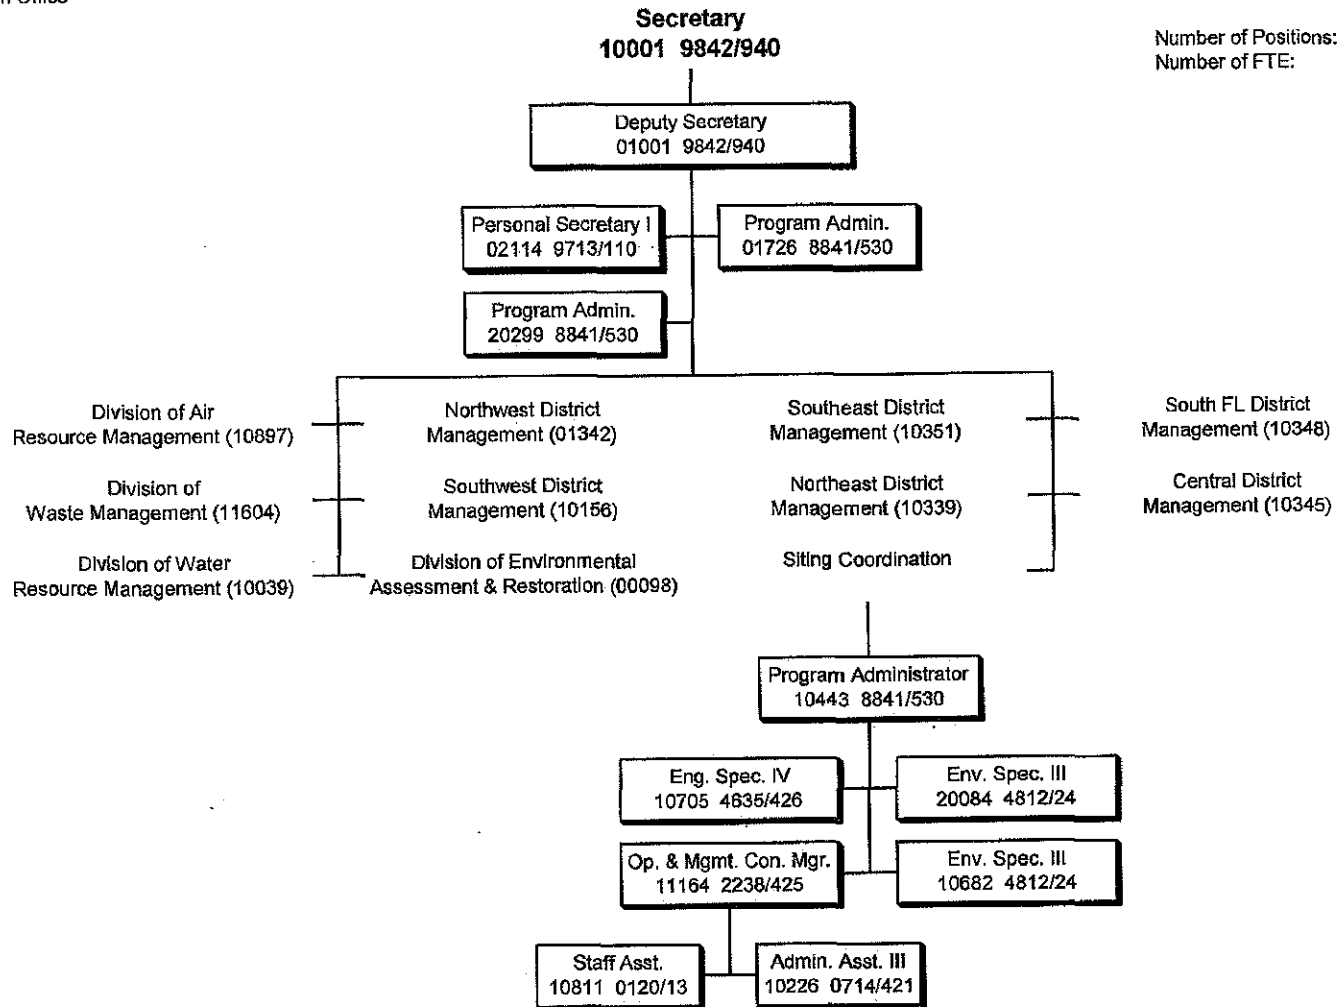 Secretary
10001 9842/940
Number of Positions:
Number of FTE:
Deputy Secretary
01001 9842/940
Personal Secretary I
02114 9713/110
Program Admin.
01726 8841/530
Program Admin.
20299 8841/530
Division of Air
Resource Management (10897)
Northwest District
Management (01342)
Southeast District
Management (10351)
South FL District
Management (10348)
Division of
Waste Management (11604)
Southwest District
Management (10156)
Northeast District
Management (10339)
Central District
Management (10345)
Division of Water
Resource Management (10039)
Division of Environmental
Assessment & Restoration (00098)
Siting Coordination
Program Administrator
10443 8841/530
Eng. Spec. IV
10705 4635/426
Env. Spec. III
20084 4812/24
Op. & Mgmt. Con. Mgr.
11164 2238/425
Env. Spec. III
10682 4812/24
Staff Asst.
10811 0120/13
Admin. Asst. III
10226 0714/421